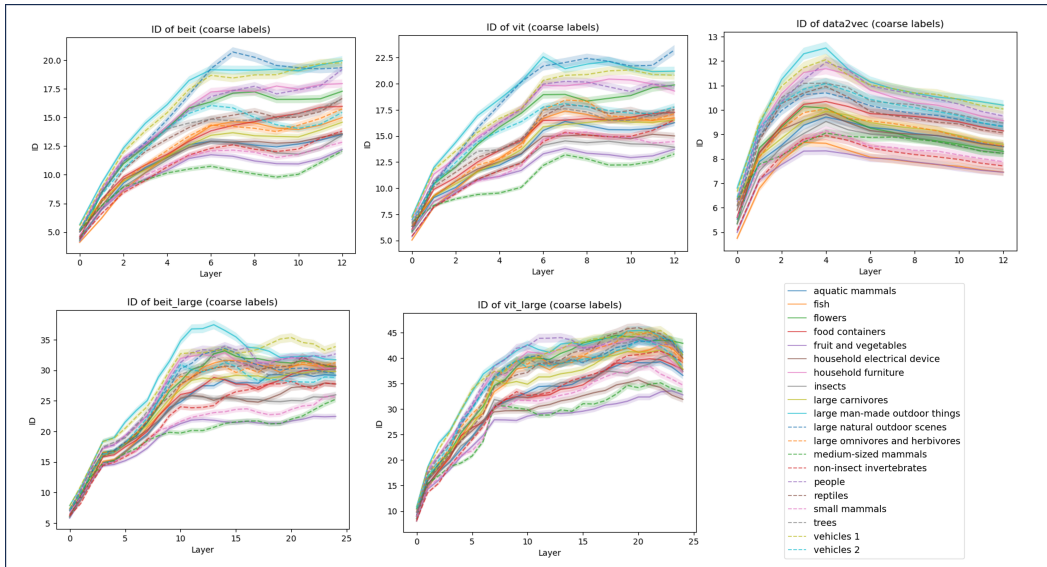 ID of beit (coarse labels)
ID
20.0
17.5
15.0
12.5
10.0
7.5
5.0
0 2 4 6 8 10 12
Layer
ID of vit (coarse labels)
ID
22.5
20.0
17.5
15.0
12.5
10.0
7.5
5.0
0 2 4 6 8 10 12
Layer
ID of data2vec (coarse labels)
ID
13
12
11
10
9
8
7
6
5
0 2 4 6 8 10 12
Layer
ID of beit_large (coarse labels)
ID
35
30
25
20
15
10
5
0 5 10 15 20 25
Layer
ID of vit_large (coarse labels)
ID
45
40
35
30
25
20
15
10
0 5 10 15 20 25
Layer
aquatic mammals
fish
flowers
food containers
fruit and vegetables
household electrical device
household furniture
insects
large carnivores
large man-made outdoor things
large natural outdoor scenes
large omnivores and herbivores
medium-sized mammals
non-insect invertebrates
people
reptiles
small mammals
trees
vehicles 1
vehicles 2